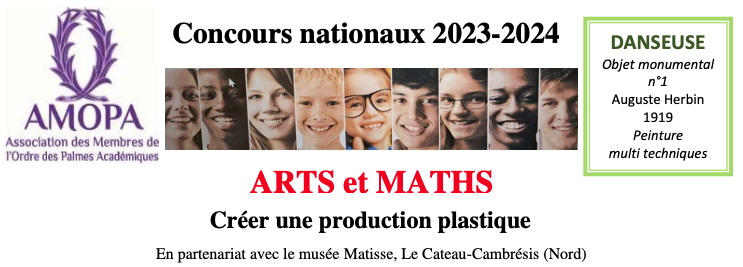 Concours nationaux 2023-2024
AMOPA
Association des Membres de
l'Ordre des Palmes Académiques
DANSEUSE
Objet monumental
n°1
Auguste Herbin
1919
Peinture
multi techniques
ARTS et MATHS
Créer une production plastique
En partenariat avec le musée Matisse, Le Cateau-Cambrésis (Nord)